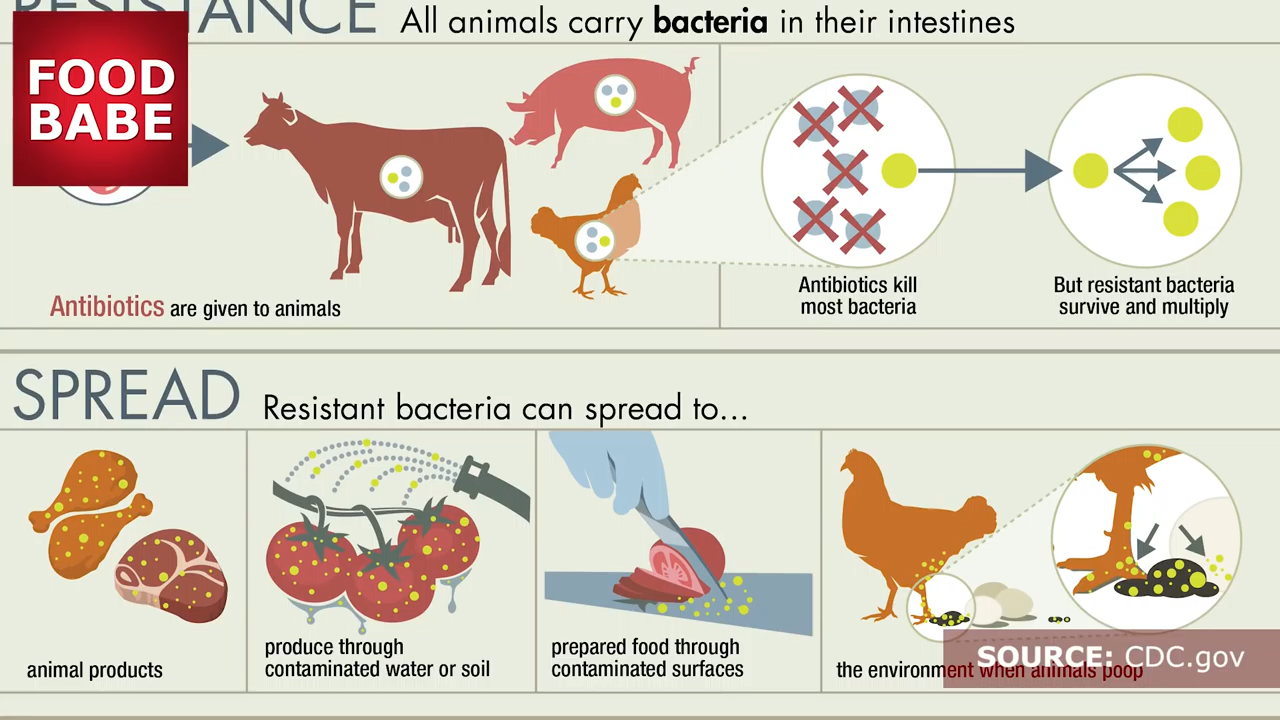 RESISTANCE All animals carry bacteria in their intestines
FOOD
BABE
Antibiotics are given to animals
Antibiotics kill
most bacteria
But resistant bacteria
survive and multiply
SPREAD Resistant bacteria can spread to...
animal products
produce through
contaminated water or soil
prepared food through
contaminated surfaces
the environment when animals poop
SOURCE: CDC.gov